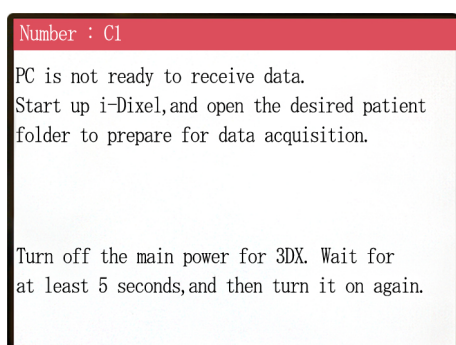 Number : C1
PC is not ready to receive data.
Start up i-Dixel,and open the desired patient
folder to prepare for data acquisition.
Turn off the main power for 3DX. Wait for
at least 5 seconds,and then turn it on again.